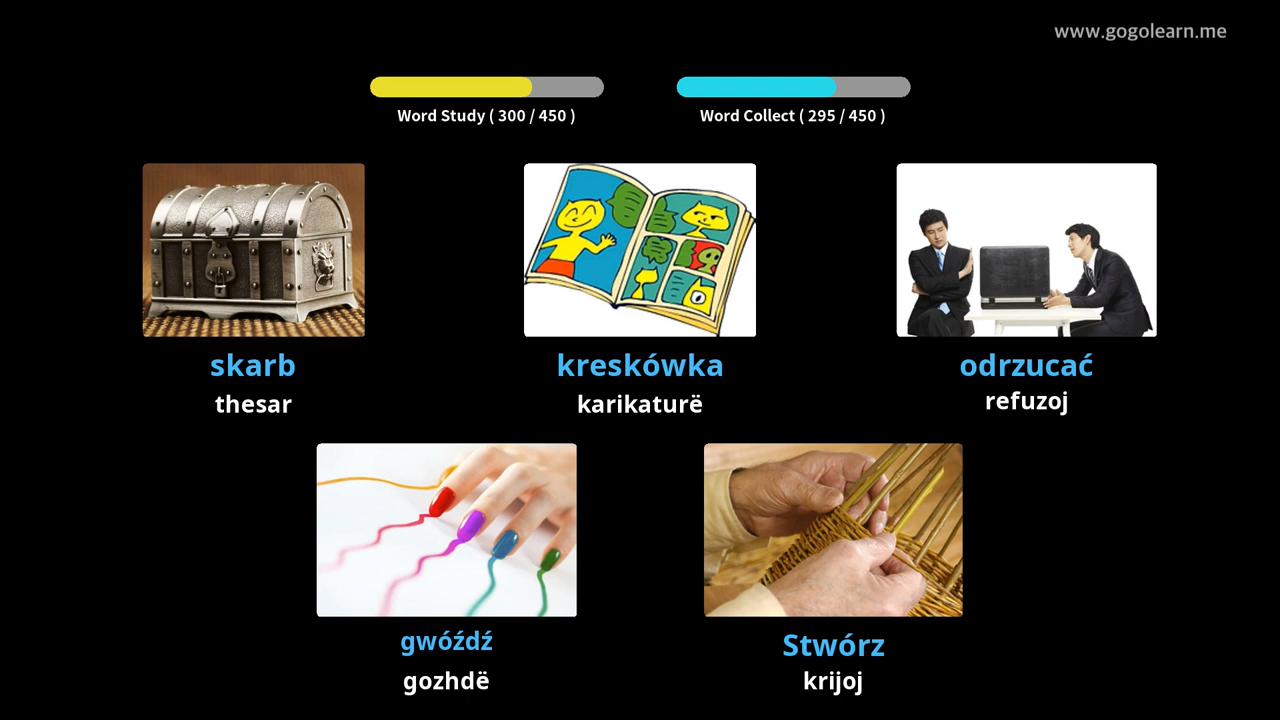 www.gogolearn.me
Word Study ( 300 / 450 )
Word Collect ( 295 / 450 )
skarb
thesar
kreskówka
karikaturë
odrzucać
refuzoj
gwóźdź
gozhdë
Stwórz
krijoj